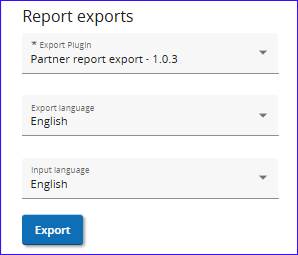 Report exports
* Export Plugin
Partner report export - 1.0.3
Export language
English
Input language
English
Export